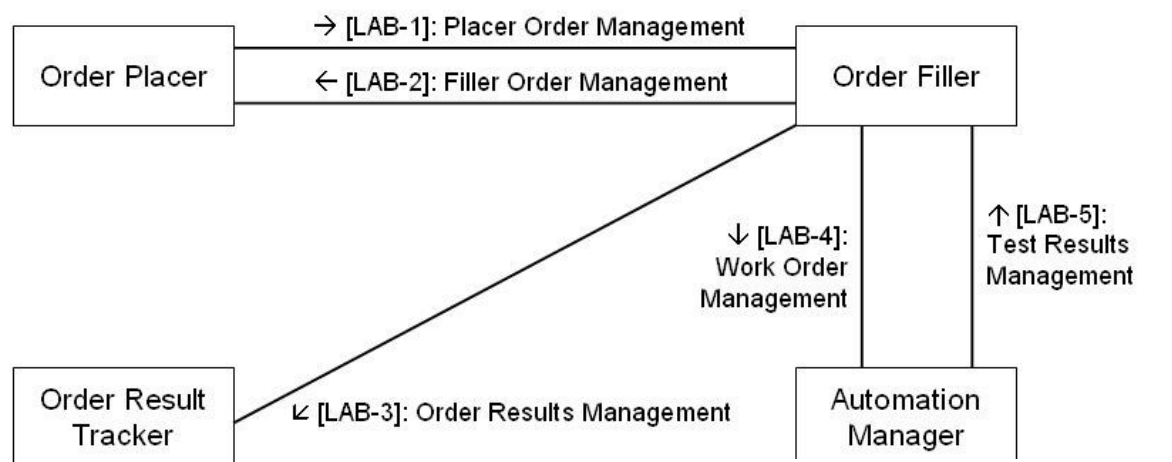 → [LAB-1]: Placer Order Management
Order Placer
Order Filler
← [LAB-2]: Filler Order Management
↓ [LAB-4]:
Work Order
Management
↑ [LAB-5]:
Test Results
Management
Order Result
Tracker
↙ [LAB-3]: Order Results Management
Automation
Manager